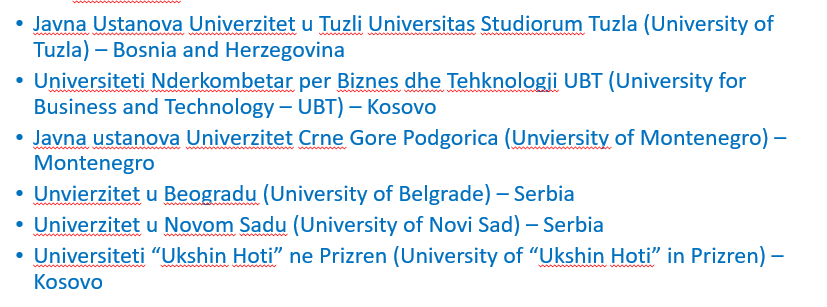 • Javna Ustanova Univerzitet u Tuzli Universitas Studiorum Tuzla (University of
Tuzla) – Bosnia and Herzegovina
• Universiteti Nderkombetar per Biznes dhe Tehknologji UBT (University for
Business and Technology – UBT) – Kosovo
• Javna ustanova Univerzitet Crne Gore Podgorica (Unviersity of Montenegro) –
Montenegro
• Unvierzitet u Beogradu (University of Belgrade) – Serbia
• Univerzitet u Novom Sadu (University of Novi Sad) – Serbia
• Universiteti “Ukshin Hoti” ne Prizren (University of “Ukshin Hoti” in Prizren) –
Kosovo